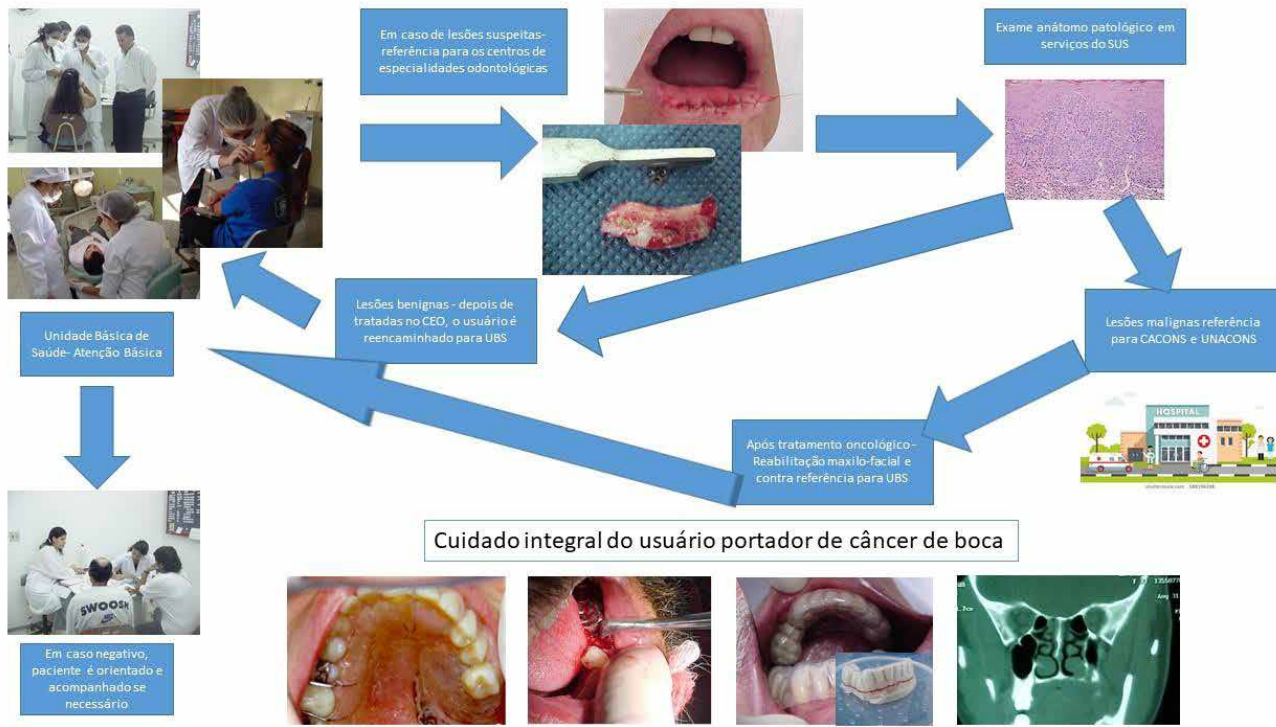 Em caso de lesões suspeitas-
referência para os centros de
especialidades odontológicas
Exame anátomo patológico em
serviços do SUS
Lesões benignas - depois de
tratadas no CEO, o usuário é
reencaminhado para UBS
Unidade Básica de
Saúde- Atenção Básica
Lesões malignas referência
para CACONS e UNACONS
HOSPITAL
Após tratamento oncológico -
Reabilitação maxilo-facial e
contra referência para UBS
SWOOSH
Em caso negativo,
paciente é orientado e
acompanhado se
necessário
Cuidado integral do usuário portador de câncer de boca